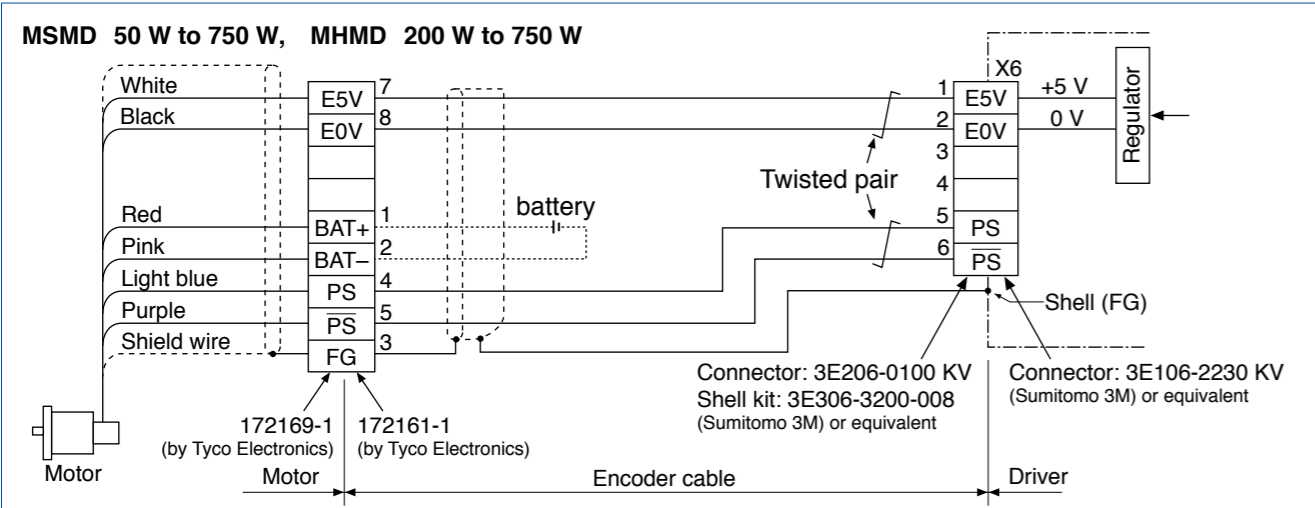 MSMD 50 W to 750 W, MHMD 200 W to 750 W
White
Black
Red
Pink
Light blue
Purple
Shield wire
E5V 7
E0V 8
BAT+ 1
BAT– 2
PS 4
P̅S̅ 5
FG 3
battery
Twisted pair
X6
1 E5V +5 V
2 E0V 0 V
3
4
5 PS
6 P̅S̅
Regulator
Shell (FG)
Connector: 3E206-0100 KV
Shell kit: 3E306-3200-008
(Sumitomo 3M) or equivalent
Connector: 3E106-2230 KV
(Sumitomo 3M) or equivalent
172169-1
(by Tyco Electronics)
172161-1
(by Tyco Electronics)
Motor
Motor
Encoder cable
Driver